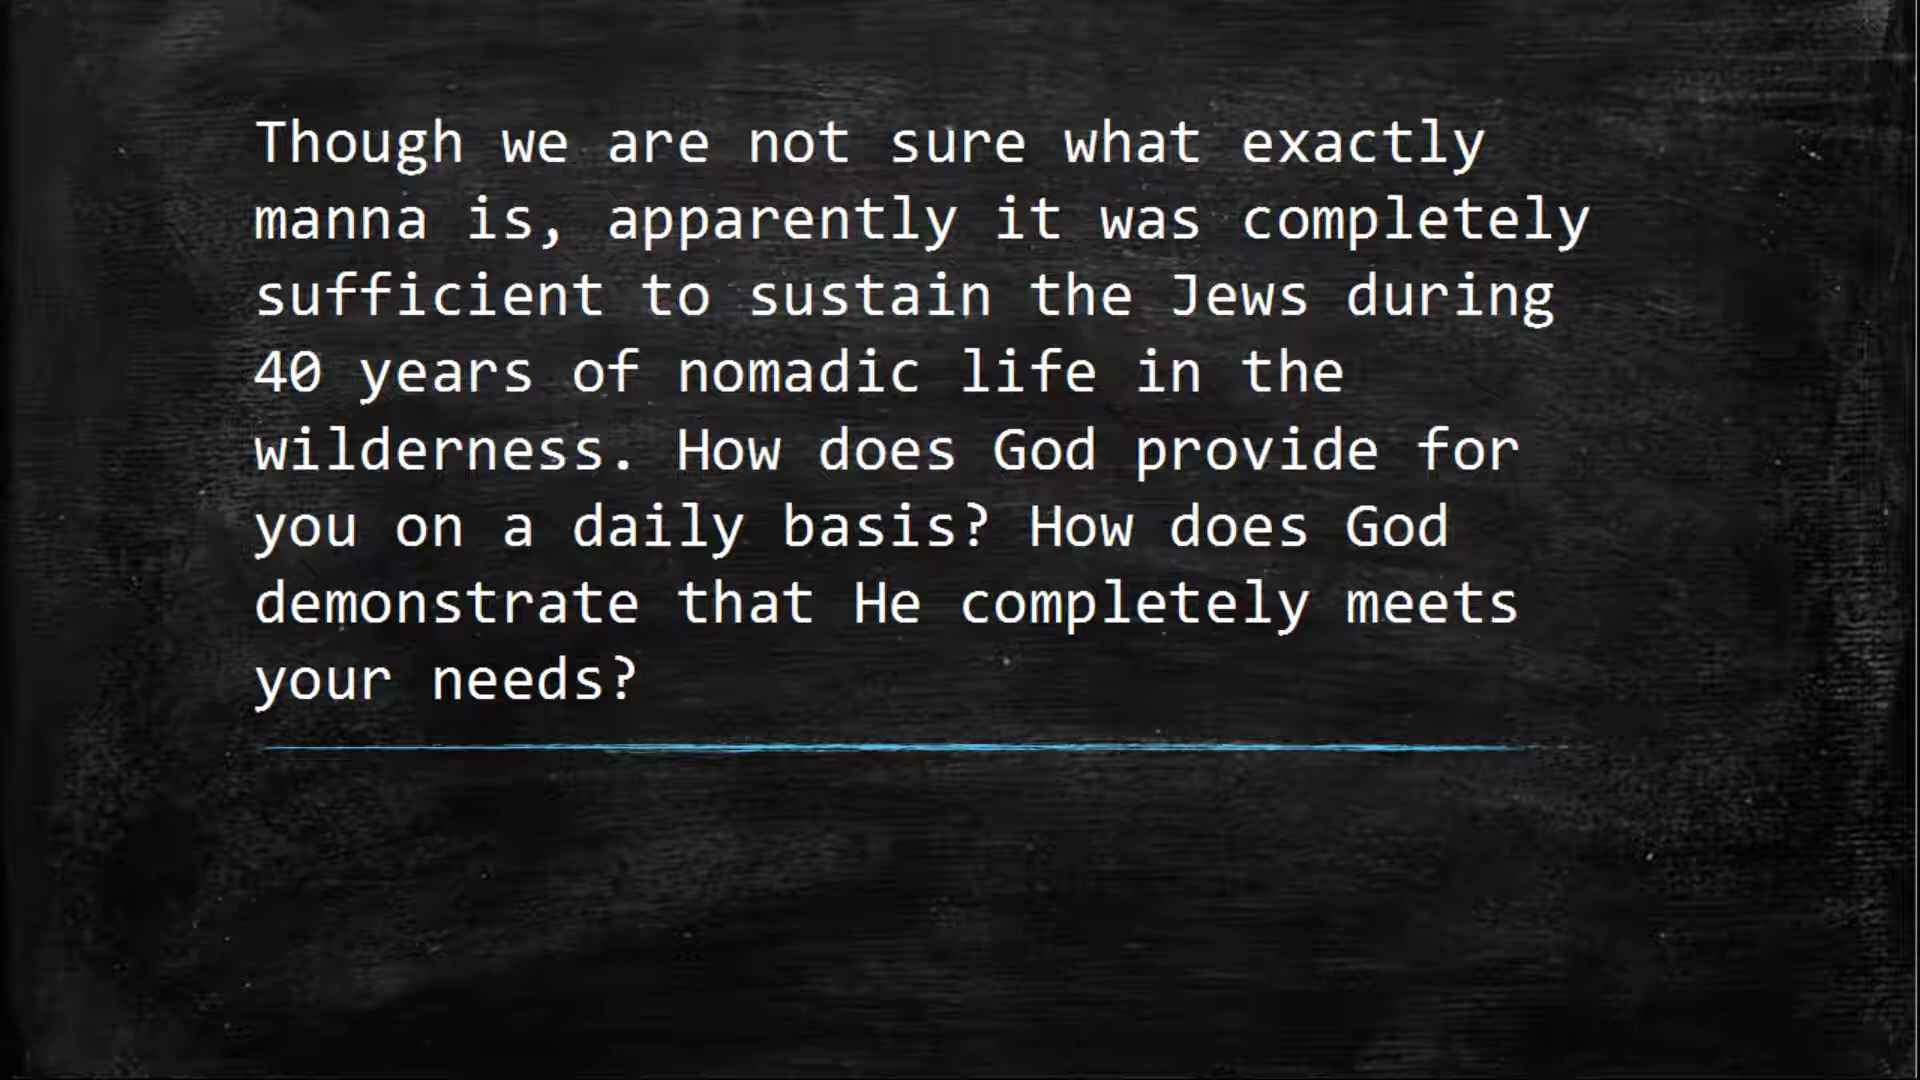 Though we are not sure what exactly
manna is, apparently it was completely
sufficient to sustain the Jews during
40 years of nomadic life in the
wilderness. How does God provide for
you on a daily basis? How does God
demonstrate that He completely meets
your needs?